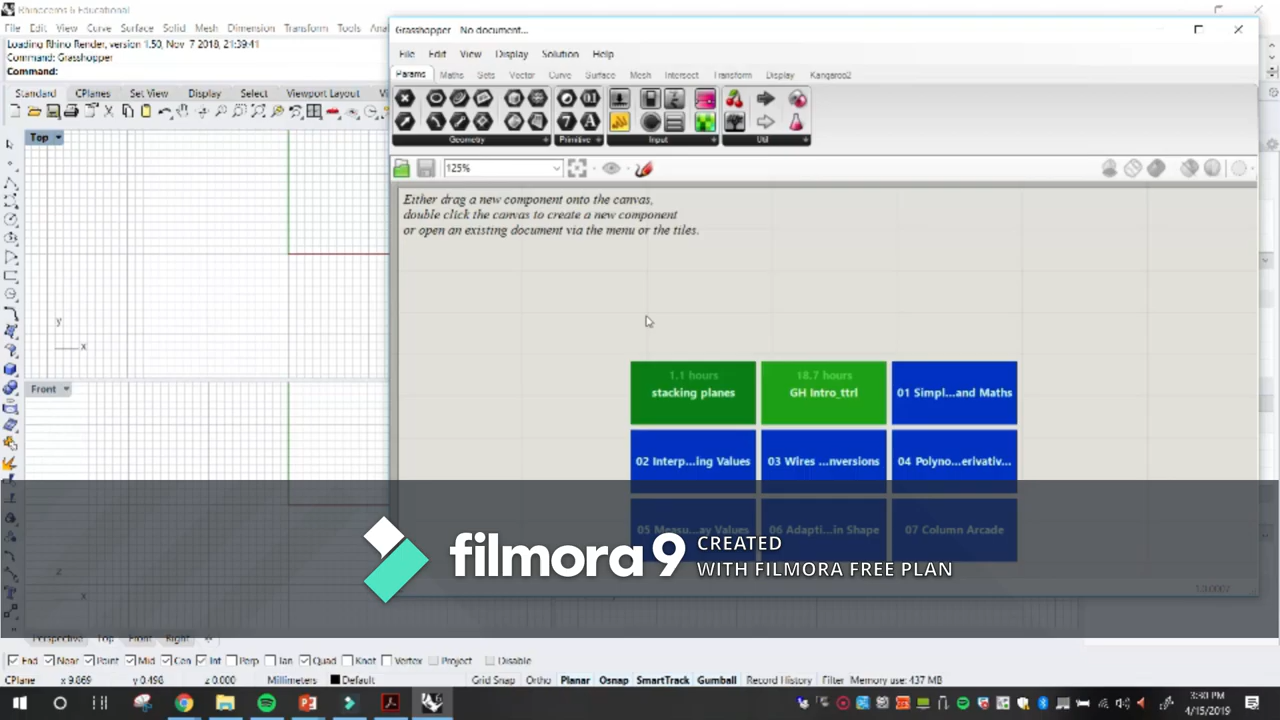 Rhinoceros 6 Educational
File Edit View Curve Surface Solid Mesh Dimension Transform Tools
Loading Rhino Render, version 1.50, Nov 7 2018, 21:39:41
Command: Grasshopper
Command:
Standard CPlanes Set View Display Select Viewport Layout
Top
y
x
Front
z
x
Grasshopper No document...
File Edit View Display Solution Help
Params Maths Sets Vector Curve Surface Mesh Intersect Transform Display Kangaroo2
Geometry + Primitive + Input + Util +
125%
Either drag a new component onto the canvas,
double click the canvas to create a new component
or open an existing document via the menu or the tiles.
1.1 hours
stacking planes
18.7 hours
GH Intro_ttrl
01 Simpl...and Maths
02 Interp...ing Values
03 Wires ...nversions
04 Polyno...erivativ...
05 Measu...ay Values
06 Adapti...in Shape
07 Column Arcade
1.0.0007
filmora9 CREATED
WITH FILMORA FREE PLAN
Perspective Top Front Right
End Near Point Mid Cen Int Perp Tan Quad Knot Vertex Project Disable
CPlane x 9.869 y 0.498 z 0.000 Millimeters Default Grid Snap Ortho Planar Osnap SmartTrack Gumball Record History Filter Memory use: 437 MB
3:30 PM
4/15/2019